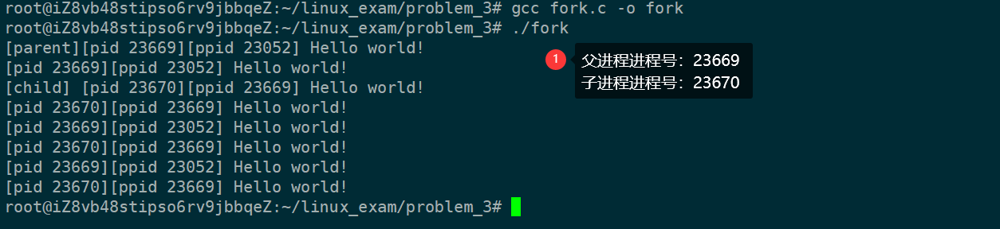 root@iZ8vb48stipso6rv9jbbqeZ:~/linux_exam/problem_3# gcc fork.c -o fork
root@iZ8vb48stipso6rv9jbbqeZ:~/linux_exam/problem_3# ./fork
[parent][pid 23669][ppid 23052] Hello world!
[pid 23669][ppid 23052] Hello world!
[child] [pid 23670][ppid 23669] Hello world!
[pid 23670][ppid 23669] Hello world!
[pid 23669][ppid 23052] Hello world!
[pid 23670][ppid 23669] Hello world!
[pid 23669][ppid 23052] Hello world!
[pid 23670][ppid 23669] Hello world!
root@iZ8vb48stipso6rv9jbbqeZ:~/linux_exam/problem_3#
1
父进程进程号：23669
子进程进程号：23670